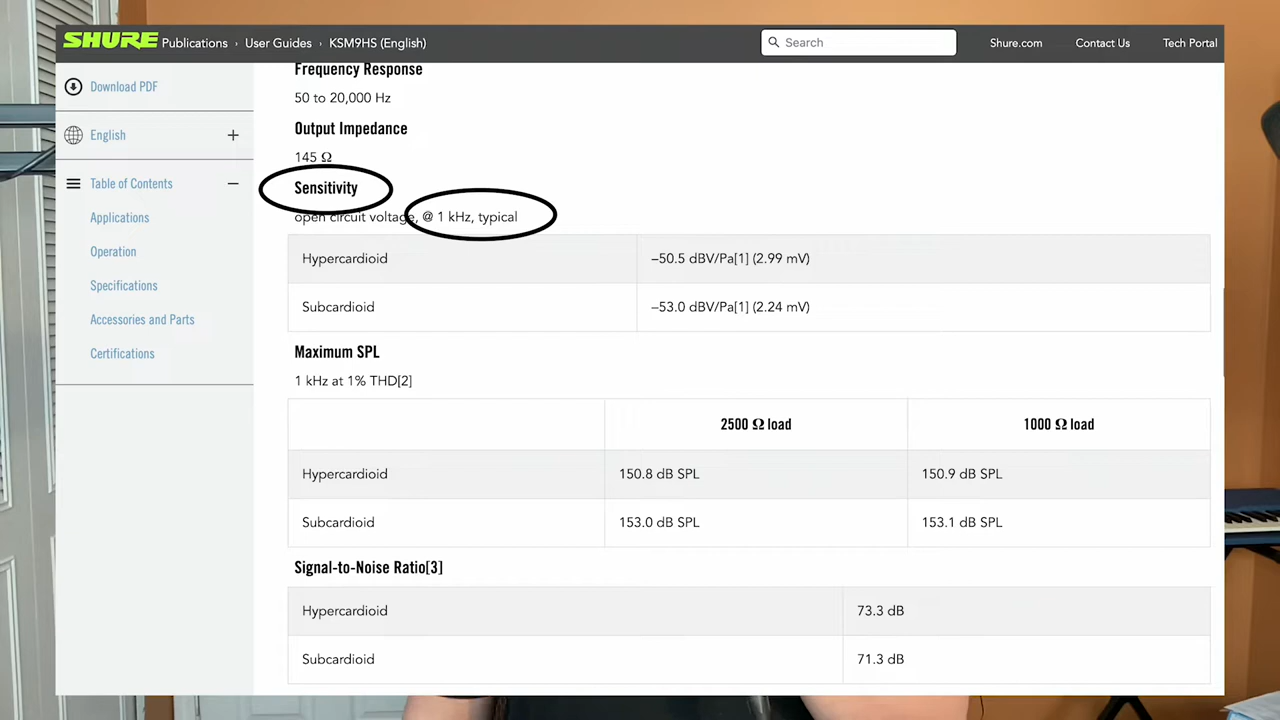 SHURE Publications › User Guides › KSM9HS (English)
Search
Shure.com
Contact Us
Tech Portal
Download PDF
English
Table of Contents
Applications
Operation
Specifications
Accessories and Parts
Certifications
Frequency Response
50 to 20,000 Hz
Output Impedance
145 Ω
Sensitivity
open circuit voltage, @ 1 kHz, typical
Hypercardioid –50.5 dBV/Pa[1] (2.99 mV)
Subcardioid –53.0 dBV/Pa[1] (2.24 mV)
Maximum SPL
1 kHz at 1% THD[2]
2500 Ω load 1000 Ω load
Hypercardioid 150.8 dB SPL 150.9 dB SPL
Subcardioid 153.0 dB SPL 153.1 dB SPL
Signal-to-Noise Ratio[3]
Hypercardioid 73.3 dB
Subcardioid 71.3 dB